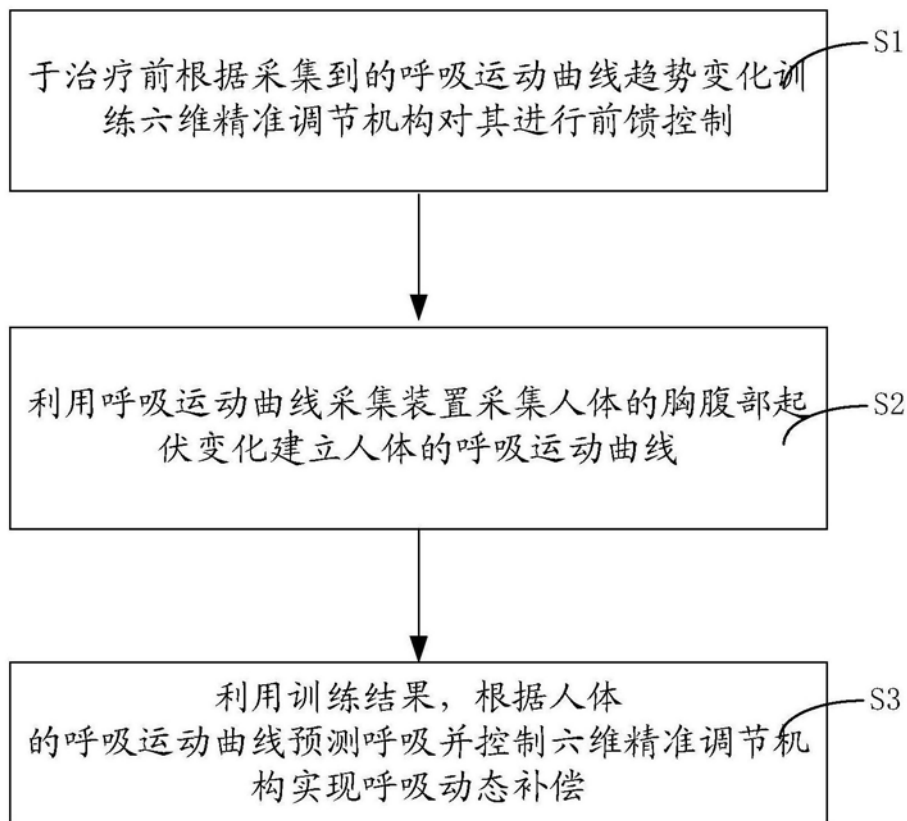 于治疗前根据采集到的呼吸运动曲线趋势变化训
练六维精准调节机构对其进行前馈控制
S1
利用呼吸运动曲线采集装置采集人体的胸腹部起
伏变化建立人体的呼吸运动曲线
S2
利用训练结果，根据人体
的呼吸运动曲线预测呼吸并控制六维精准调节机
构实现呼吸动态补偿
S3